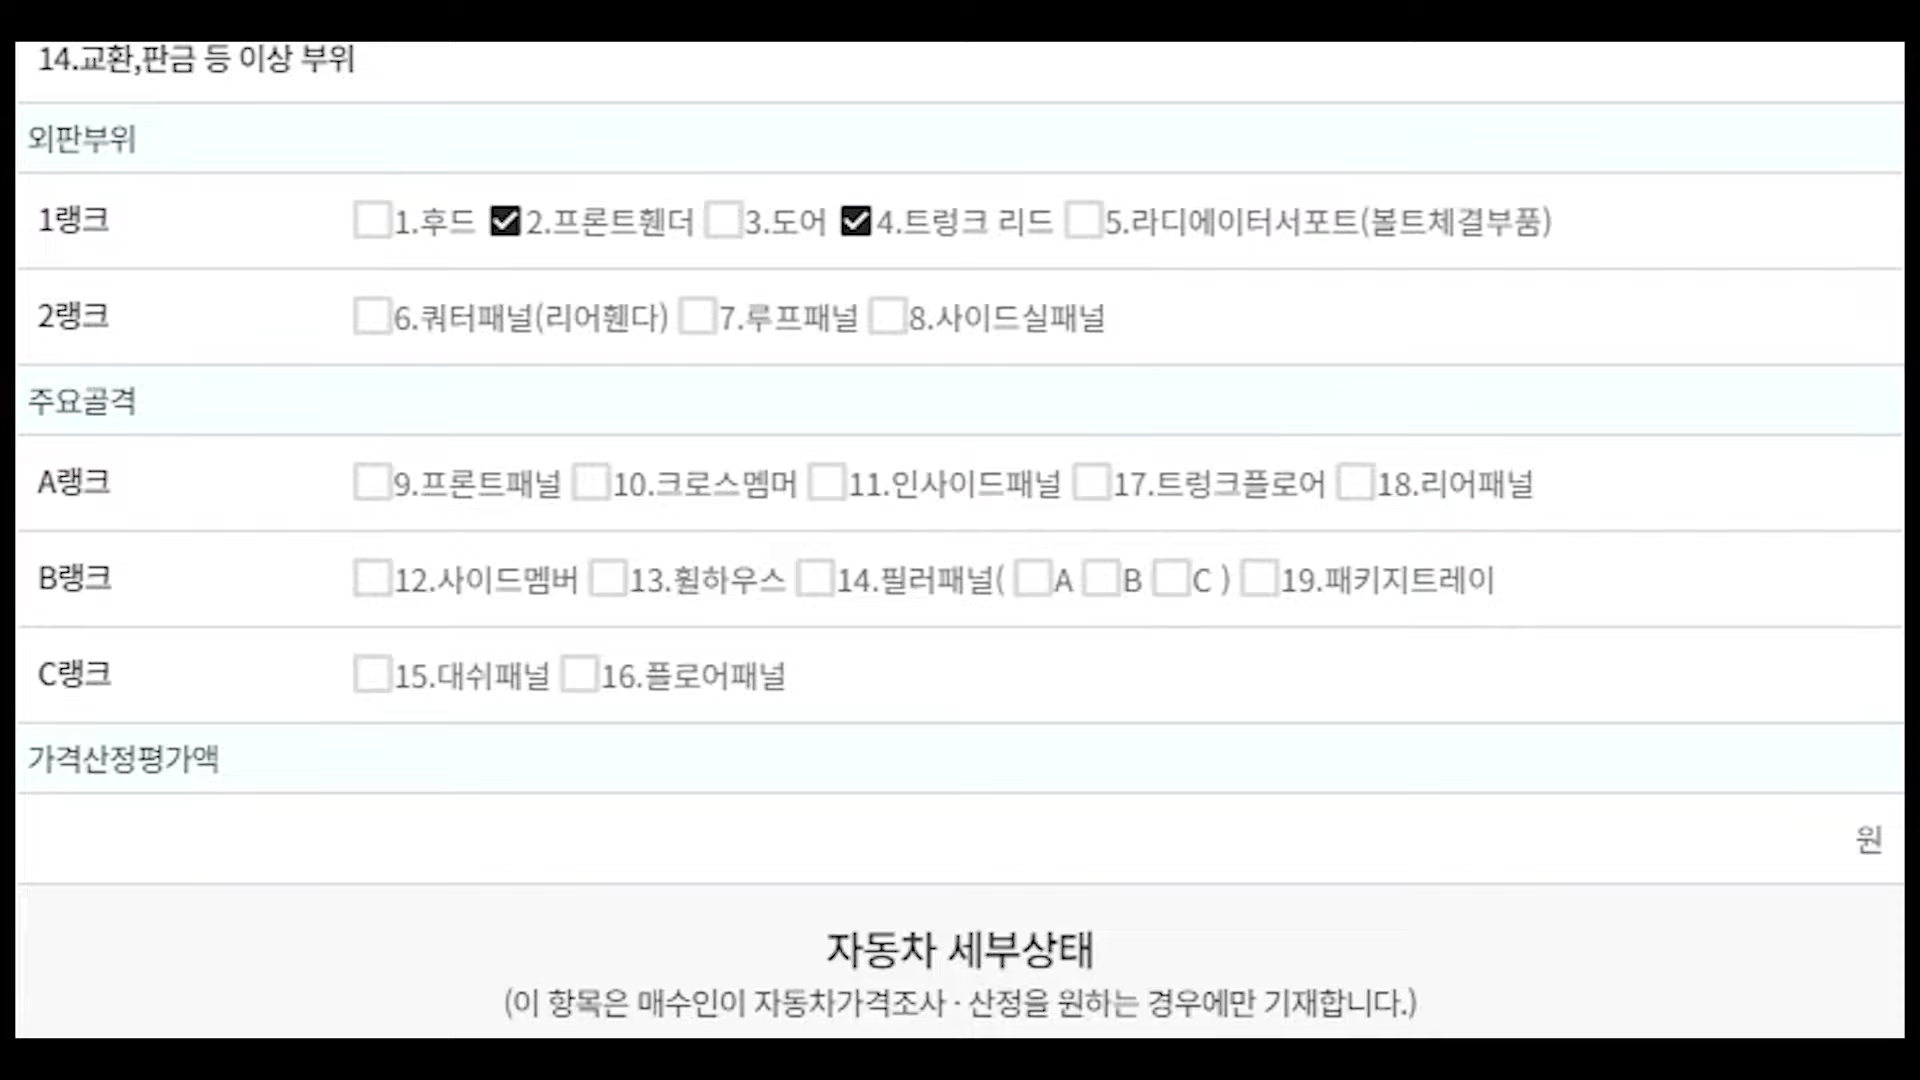 14.교환,판금 등 이상 부위
외판부위
1랭크 1.후드 2.프론트휀더 3.도어 4.트렁크 리드 5.라디에이터서포트(볼트체결부품)
2랭크 6.쿼터패널(리어휀다) 7.루프패널 8.사이드실패널
주요골격
A랭크 9.프론트패널 10.크로스멤머 11.인사이드패널 17.트렁크플로어 18.리어패널
B랭크 12.사이드멤버 13.휠하우스 14.필러패널( A B C ) 19.패키지트레이
C랭크 15.대쉬패널 16.플로어패널
가격산정평가액
원
자동차 세부상태
(이 항목은 매수인이 자동차가격조사 · 산정을 원하는 경우에만 기재합니다.)